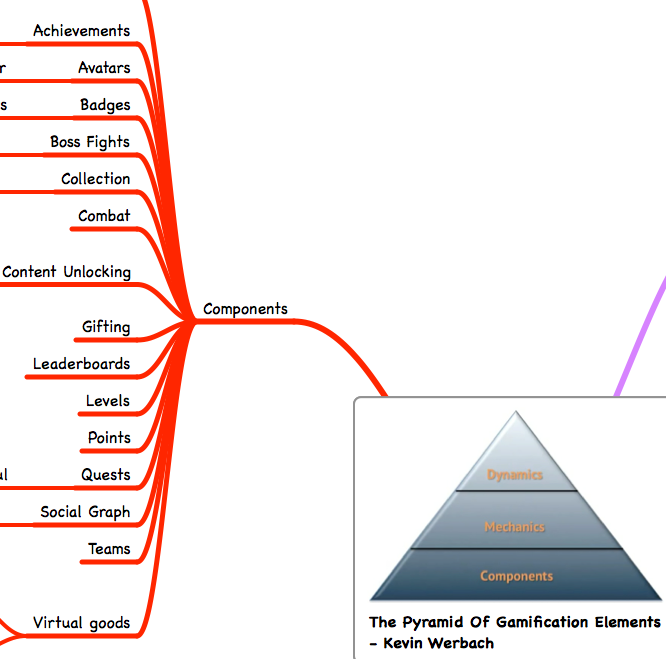 Achievements
r
Avatars
s
Badges
Boss Fights
Collection
Combat
Content Unlocking
Components
Gifting
Leaderboards
Levels
Points
ul
Quests
Social Graph
Teams
Virtual goods
Dynamics
Mechanics
Components
The Pyramid Of Gamification Elements
– Kevin Werbach